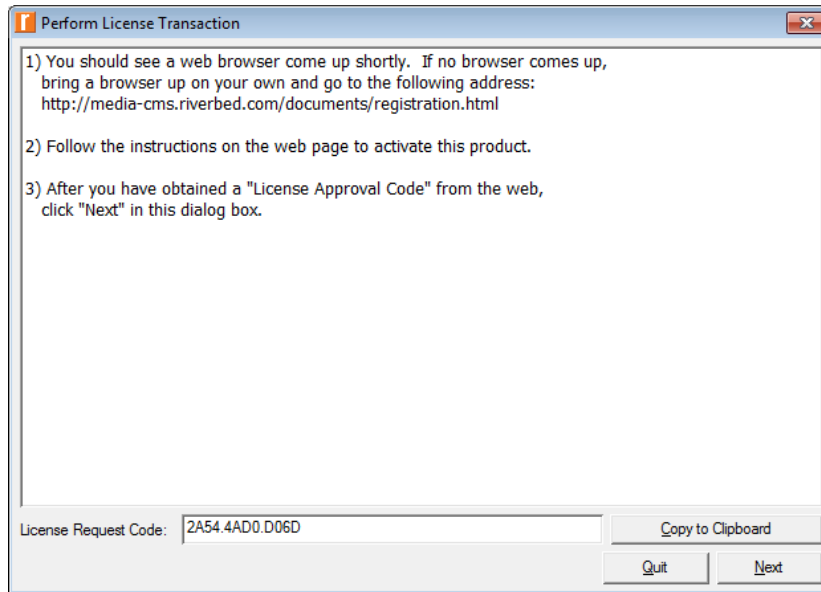 Perform License Transaction
1) You should see a web browser come up shortly.  If no browser comes up,
bring a browser up on your own and go to the following address:
http://media-cms.riverbed.com/documents/registration.html
2) Follow the instructions on the web page to activate this product.
3) After you have obtained a "License Approval Code" from the web,
click "Next" in this dialog box.
License Request Code: 2A54.4AD0.D06D Copy to Clipboard
Quit Next